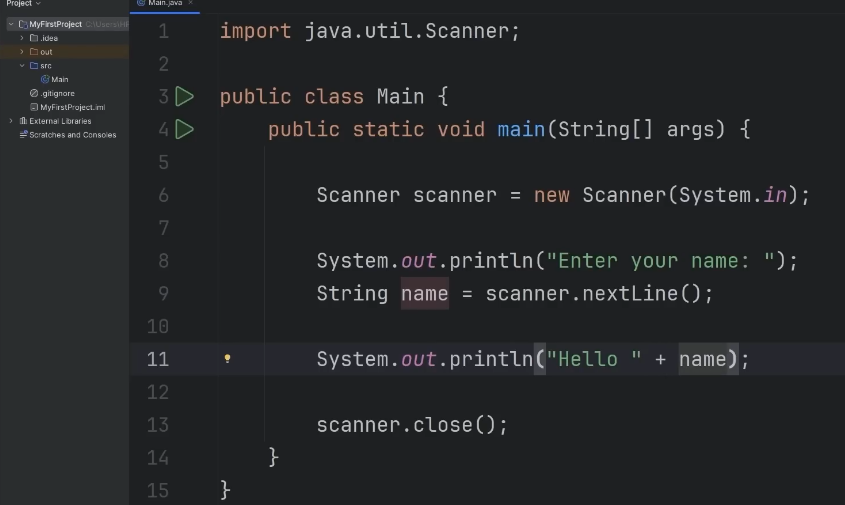 Project
MyFirstProject C:\Users\H
.idea
out
src
Main
.gitignore
MyFirstProject.iml
External Libraries
Scratches and Consoles
Main.java ×
1 import java.util.Scanner;
2
3 public class Main {
4 public static void main(String[] args) {
5
6 Scanner scanner = new Scanner(System.in);
7
8 System.out.println("Enter your name: ");
9 String name = scanner.nextLine();
10
11 System.out.println("Hello " + name);
12
13 scanner.close();
14 }
15 }